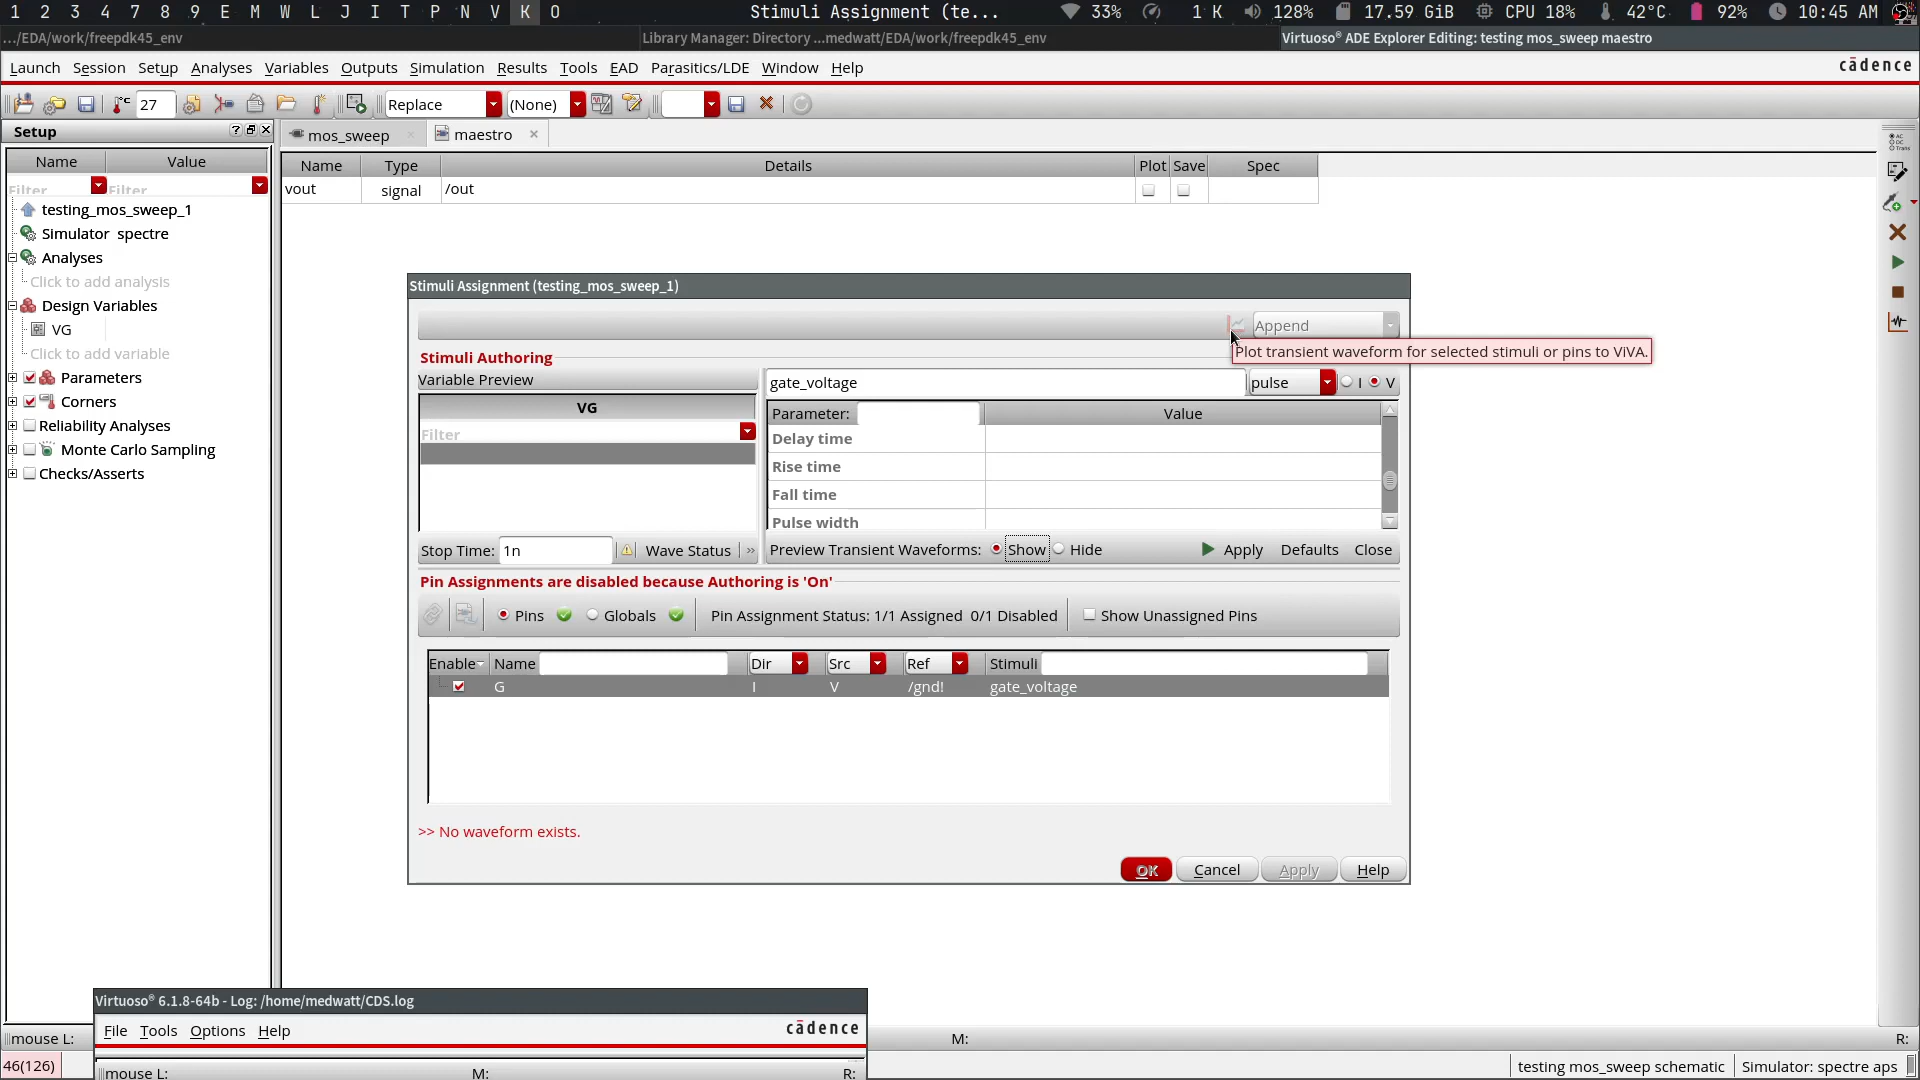 1 2 3 4 5 6 7 8 9 E M W L J I T P N V K O Stimuli Assignment (te... 33% 1 K 128% 17.59 GiB CPU 18% 42°C 92% 10:45 AM
.../EDA/work/freepdk45_env Library Manager: Directory ...medwatt/EDA/work/freepdk45_env Virtuoso® ADE Explorer Editing: testing mos_sweep maestro
Launch Session Setup Analyses Variables Outputs Simulation Results Tools EAD Parasitics/LDE Window Help cādence
27 Replace (None)
Setup
mos_sweep maestro
Name Value
Filter Filter
testing_mos_sweep_1
Simulator spectre
Analyses
Click to add analysis
Design Variables
VG
Click to add variable
Parameters
Corners
Reliability Analyses
Monte Carlo Sampling
Checks/Asserts
Name Type Details Plot Save Spec
vout signal /out
AC
DC
Trans
Stimuli Assignment (testing_mos_sweep_1)
Append
Plot transient waveform for selected stimuli or pins to ViVA.
Stimuli Authoring
Variable Preview
VG
Filter
gate_voltage pulse I V
Parameter: Value
Delay time
Rise time
Fall time
Pulse width
Stop Time: 1n Wave Status » Preview Transient Waveforms: Show Hide Apply Defaults Close
Pin Assignments are disabled because Authoring is 'On'
Pins Globals Pin Assignment Status: 1/1 Assigned 0/1 Disabled Show Unassigned Pins
Enable Name Dir Src Ref Stimuli
G I V /gnd! gate_voltage
>> No waveform exists.
OK Cancel Apply Help
Virtuoso® 6.1.8-64b - Log: /home/medwatt/CDS.log
File Tools Options Help cādence
mouse L: M: R:
mouse L: M: R:
46(126) testing mos_sweep schematic Simulator: spectre aps